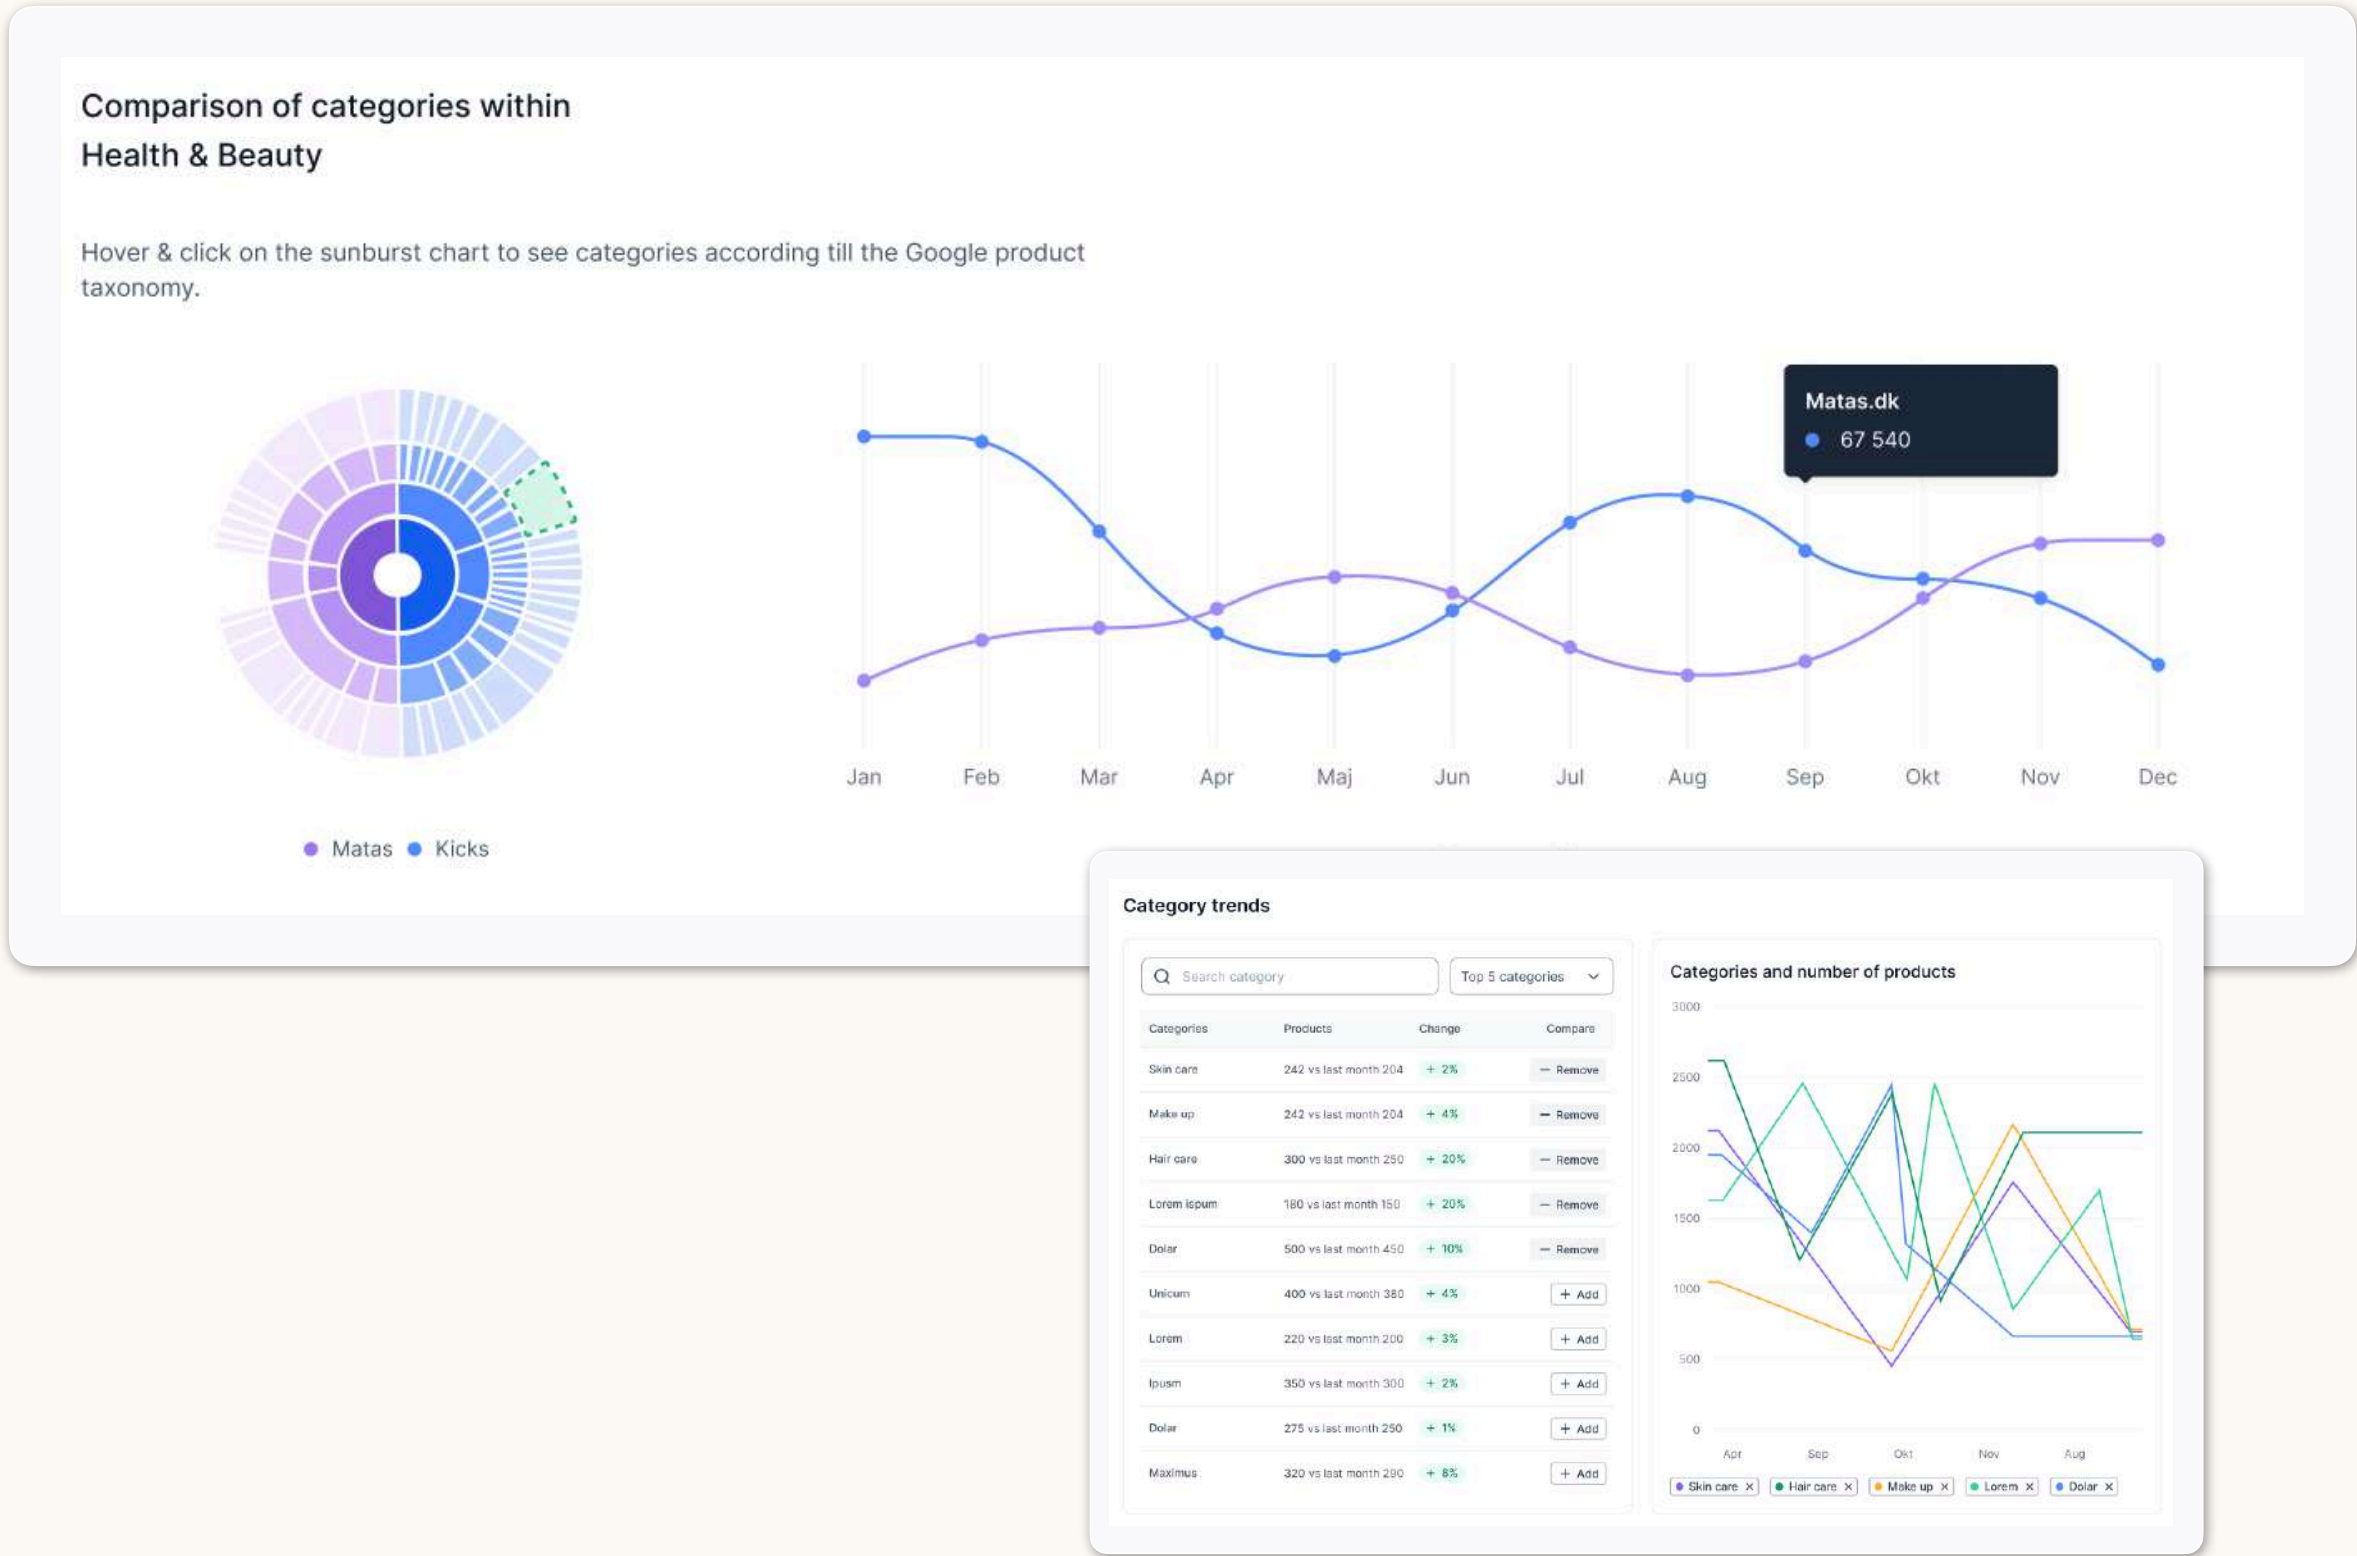 Comparison of categories within
Health & Beauty
Hover & click on the sunburst chart to see categories according till the Google product
taxonomy.
Matas.dk
67 540
Jan Feb Mar Apr Maj Jun Jul Aug Sep Okt Nov Dec
Matas Kicks
Category trends
Search category Top 5 categories
Categories Products Change Compare
Skin care 242 vs last month 204 + 2% − Remove
Make up 242 vs last month 204 + 4% − Remove
Hair care 300 vs last month 250 + 20% − Remove
Lorem ispum 180 vs last month 150 + 20% − Remove
Dolar 500 vs last month 450 + 10% − Remove
Unicum 400 vs last month 380 + 4% + Add
Lorem 220 vs last month 200 + 3% + Add
Ipusm 350 vs last month 300 + 2% + Add
Dolar 275 vs last month 250 + 1% + Add
Maximus 320 vs last month 290 + 8% + Add
Categories and number of products
3000
2500
2000
1500
1000
500
0
Apr Sep Okt Nov Aug
Skin care × Hair care × Make up × Lorem × Dolar ×